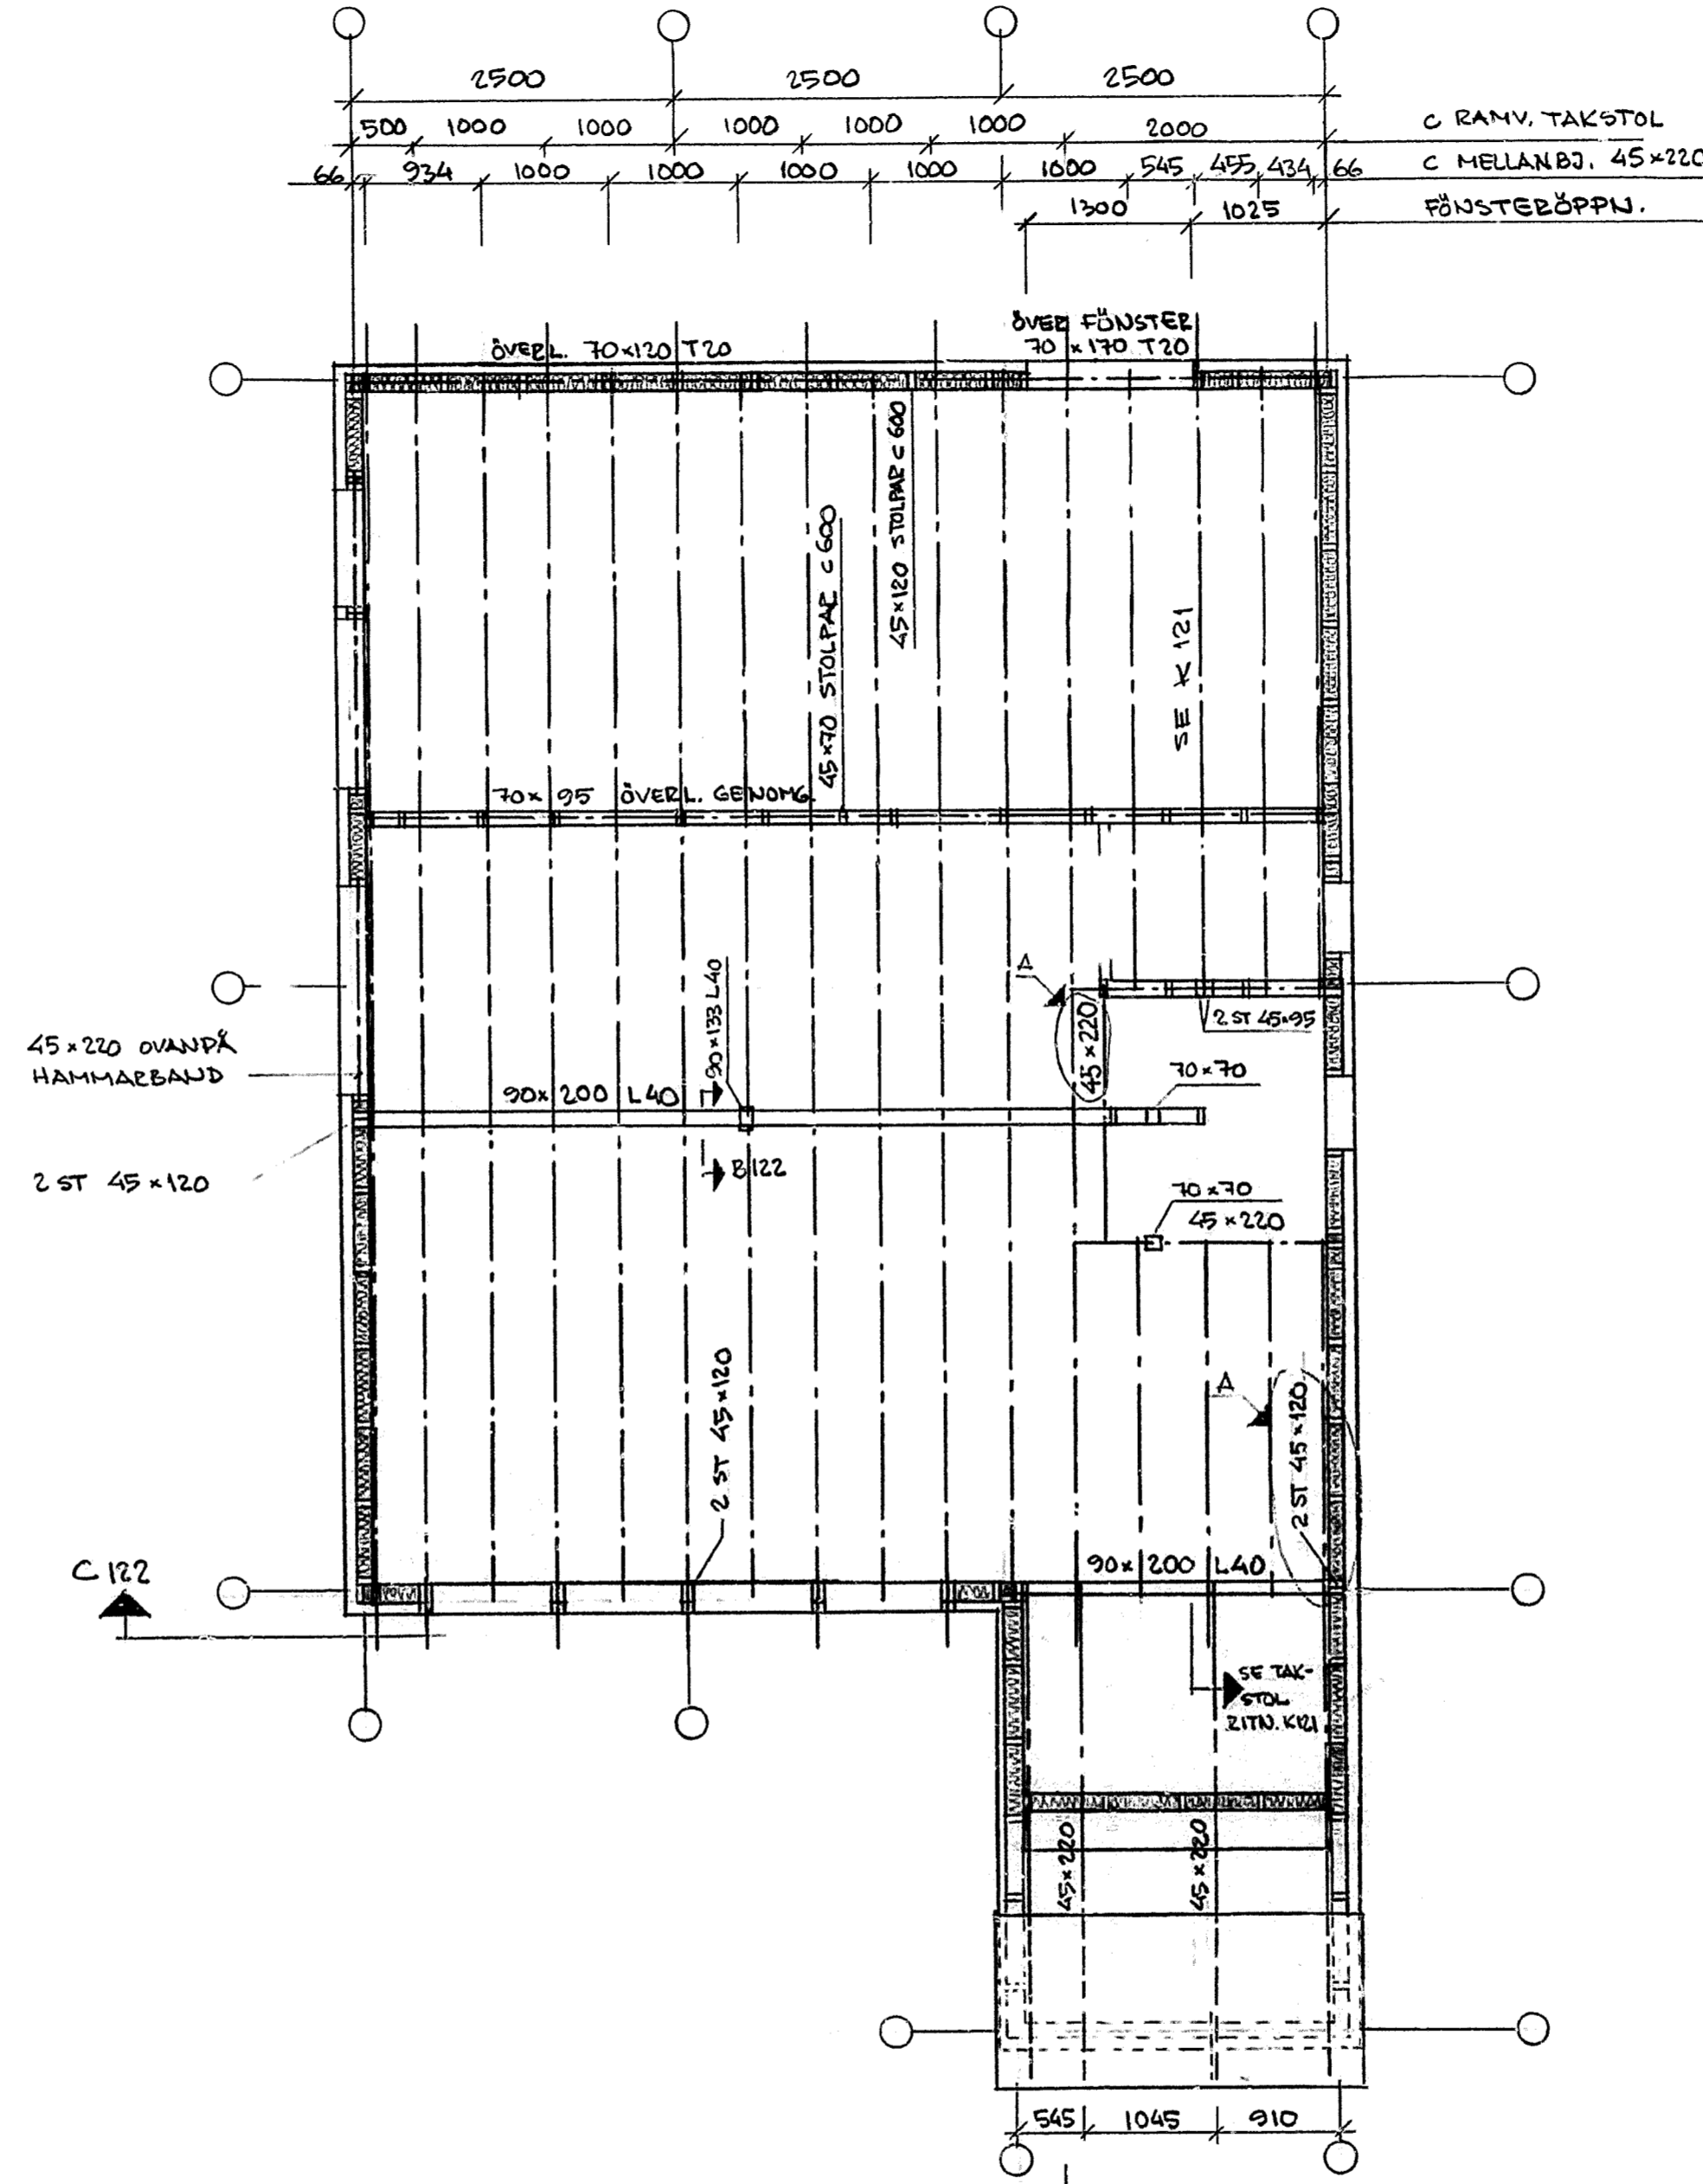 2500 2500 2500
500 1000 1000 1000 1000 1000 2000 C RAMV. TAKSTOL
66 934 1000 1000 1000 1000 1000 545 455 434 66 C MELLANBJ. 45×220
1300 1025 FÖNSTERÖPPN.
ÖVER FÖNSTER
70×170 T20
ÖVERL. 70×120 T20
45×120 STOLPAR C 600
45×70 STOLPAR C 600
SE K 121
70×95 ÖVERL. GENOMG.
90×133 L40
A
45×220
2 ST 45×95
45×220 OVANPÅ
HAMMARBAND
70×70
90×200 L40
B 122
2 ST 45×120
70×70
45×220
2 ST 45×120
A
2 ST 45×120
90×200 L40
C 122
SE TAK-
STOL
RITN. K121
45×220
45×220
545 1045 910